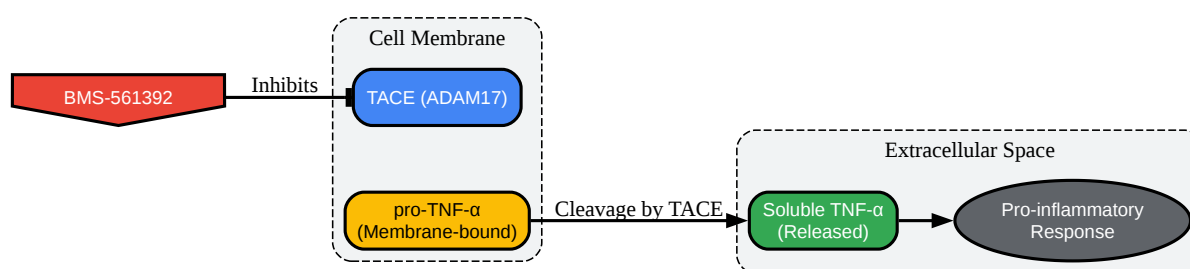 Cell Membrane
BMS-561392
Inhibits
TACE (ADAM17)
Extracellular Space
pro-TNF-α
(Membrane-bound)
Cleavage by TACE
Soluble TNF-α
(Released)
Pro-inflammatory
Response